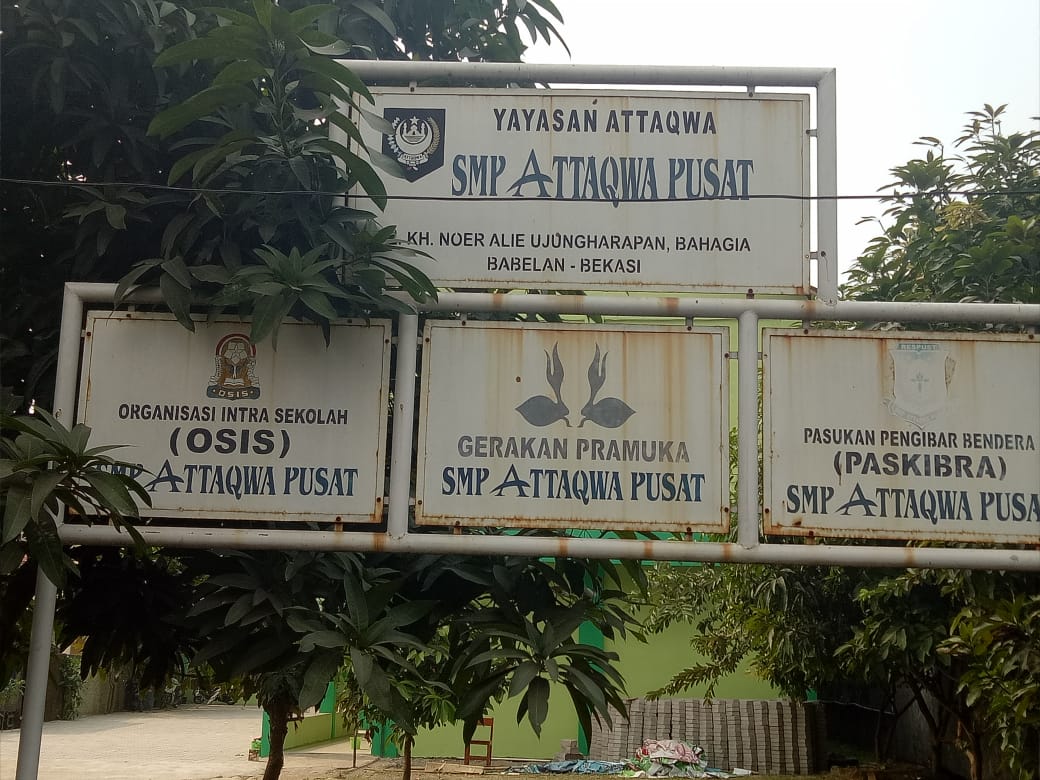 YAYASAN ATTAQWA
SMP ATTAQWA PUSAT
KH. NOER ALIE UJUNGHARAPAN, BAHAGIA
BABELAN - BEKASI
OSIS
ORGANISASI INTRA SEKOLAH
(OSIS)
SMP ATTAQWA PUSAT
GERAKAN PRAMUKA
SMP ATTAQWA PUSAT
PASUKAN PENGIBAR BENDERA
(PASKIBRA)
SMP ATTAQWA PUSA